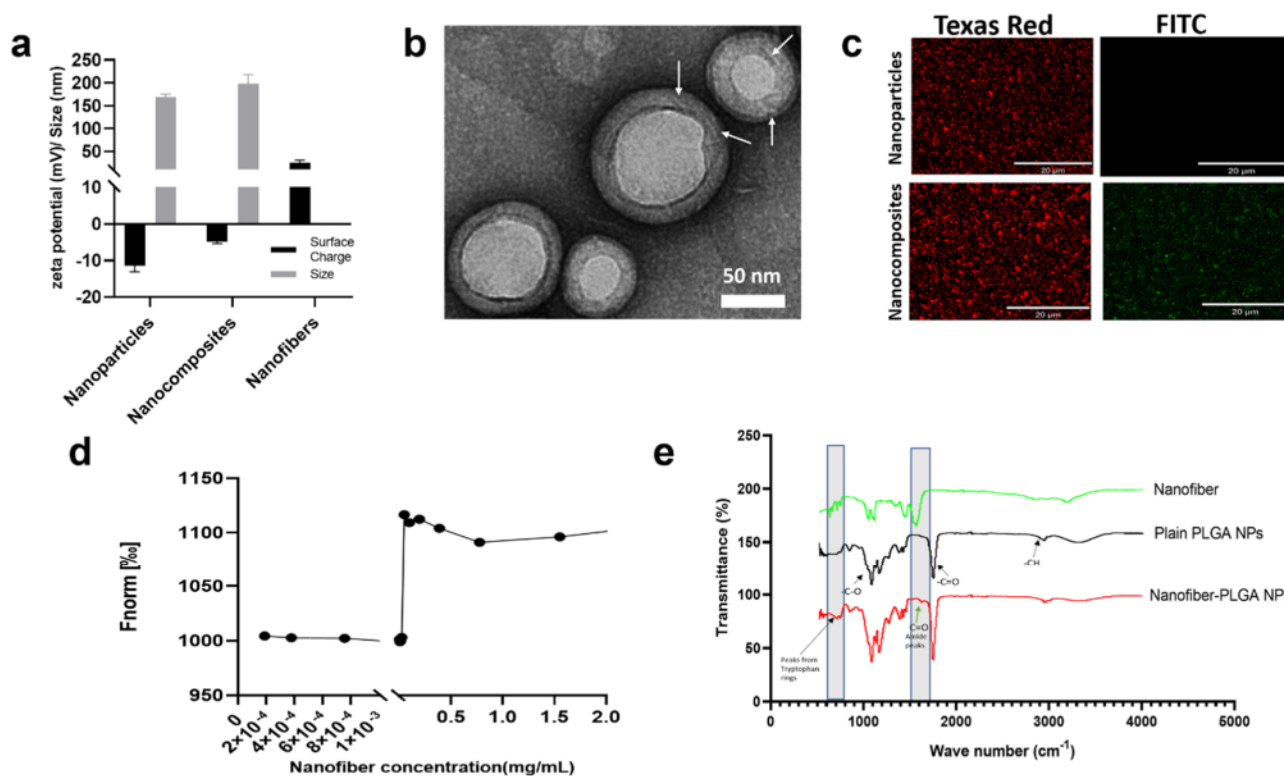 a
zeta potential (mV)/ Size (nm)
250
200
150
100
50
10
0
-10
-20
Surface
Charge
Size
Nanoparticles
Nanocomposites
Nanofibers
b
50 nm
c
Texas Red
FITC
Nanoparticles
20 µm
20 µm
Nanocomposites
20 µm
20 µm
d
Fnorm [‰]
1150
1100
1050
1000
950
0
2×10-4
4×10-4
6×10-4
8×10-4
1×10-3
0.5
1.0
1.5
2.0
Nanofiber concentration(mg/mL)
e
Transmittance (%)
250
200
150
100
50
0
Nanofiber
Plain PLGA NPs
Nanofiber-PLGA NP
-C-O
-C=O
-CH
C=O
Amide
peaks
Peaks from
Tryptophan
rings
0
1000
2000
3000
4000
5000
Wave number (cm-1)